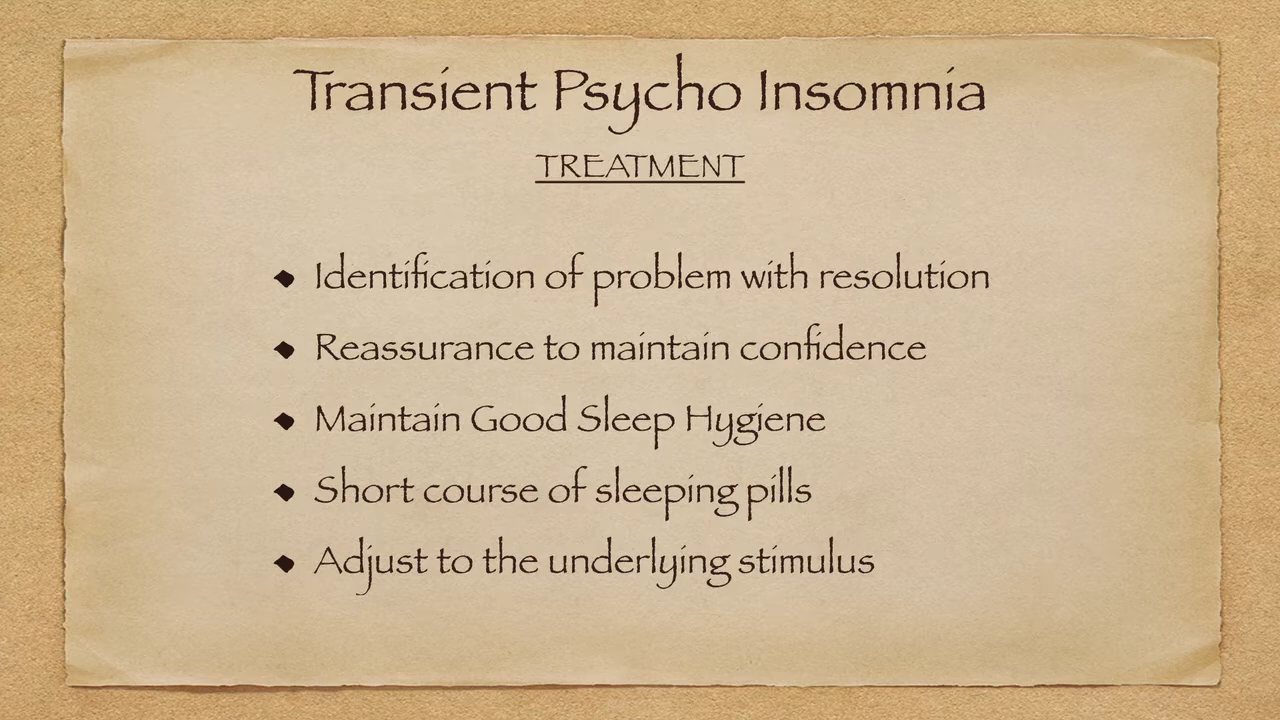 Transient Psycho Insomnia
TREATMENT
Identification of problem with resolution
Reassurance to maintain confidence
Maintain Good Sleep Hygiene
Short course of sleeping pills
Adjust to the underlying stimulus